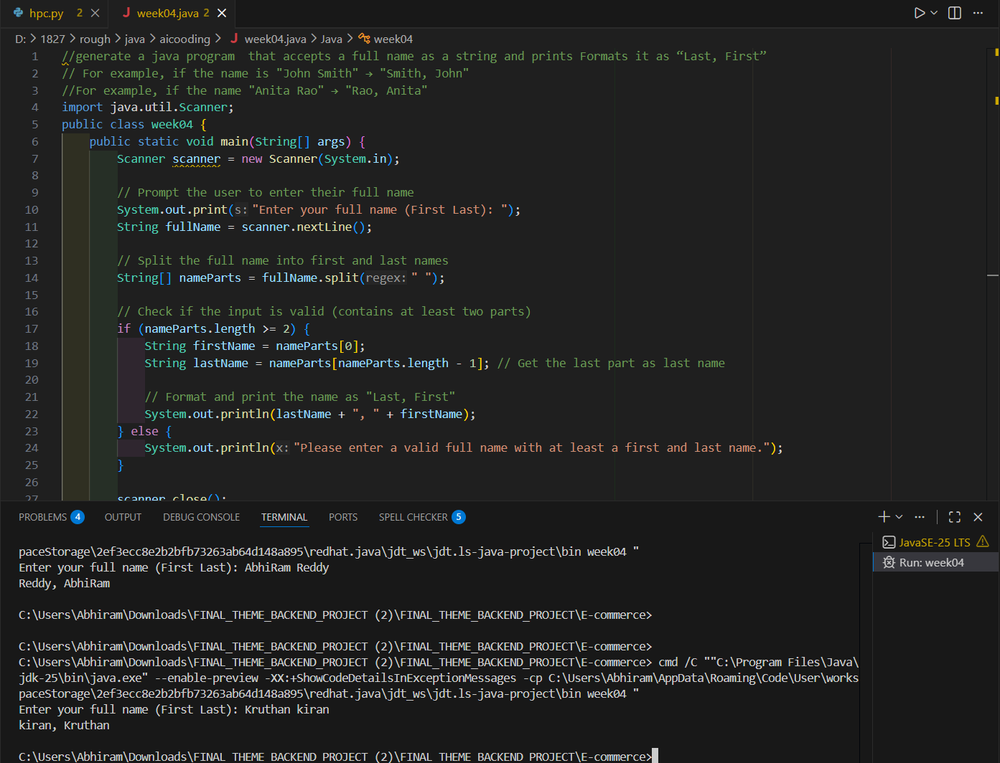 hpc.py 2 week04.java 2
D: > 1827 > rough > java > aicooding > week04.java > Java > week04
1 //generate a java program  that accepts a full name as a string and prints Formats it as “Last, First”
2 // For example, if the name is "John Smith" → "Smith, John"
3 //For example, if the name "Anita Rao" → "Rao, Anita"
4 import java.util.Scanner;
5 public class week04 {
6     public static void main(String[] args) {
7         Scanner scanner = new Scanner(System.in);
8
9         // Prompt the user to enter their full name
10         System.out.print(s:"Enter your full name (First Last): ");
11         String fullName = scanner.nextLine();
12
13         // Split the full name into first and last names
14         String[] nameParts = fullName.split(regex:" ");
15
16         // Check if the input is valid (contains at least two parts)
17         if (nameParts.length >= 2) {
18             String firstName = nameParts[0];
19             String lastName = nameParts[nameParts.length - 1]; // Get the last part as last name
20
21             // Format and print the name as "Last, First"
22             System.out.println(lastName + ", " + firstName);
23         } else {
24             System.out.println(x:"Please enter a valid full name with at least a first and last name.");
25         }
26
27         scanner.close();
PROBLEMS 4 OUTPUT DEBUG CONSOLE TERMINAL PORTS SPELL CHECKER 5
JavaSE-25 LTS
Run: week04
paceStorage\2ef3ecc8e2b2bfb73263ab64d148a895\redhat.java\jdt_ws\jdt.ls-java-project\bin week04 "
Enter your full name (First Last): AbhiRam Reddy
Reddy, AbhiRam
C:\Users\Abhiram\Downloads\FINAL_THEME_BACKEND_PROJECT (2)\FINAL_THEME_BACKEND_PROJECT\E-commerce>
C:\Users\Abhiram\Downloads\FINAL_THEME_BACKEND_PROJECT (2)\FINAL_THEME_BACKEND_PROJECT\E-commerce>
C:\Users\Abhiram\Downloads\FINAL_THEME_BACKEND_PROJECT (2)\FINAL_THEME_BACKEND_PROJECT\E-commerce> cmd /C ""C:\Program Files\Java\
jdk-25\bin\java.exe" --enable-preview -XX:+ShowCodeDetailsInExceptionMessages -cp C:\Users\Abhiram\AppData\Roaming\Code\User\works
paceStorage\2ef3ecc8e2b2bfb73263ab64d148a895\redhat.java\jdt_ws\jdt.ls-java-project\bin week04 "
Enter your full name (First Last): Kruthan kiran
kiran, Kruthan
C:\Users\Abhiram\Downloads\FINAL_THEME_BACKEND_PROJECT (2)\FINAL_THEME_BACKEND_PROJECT\E-commerce>